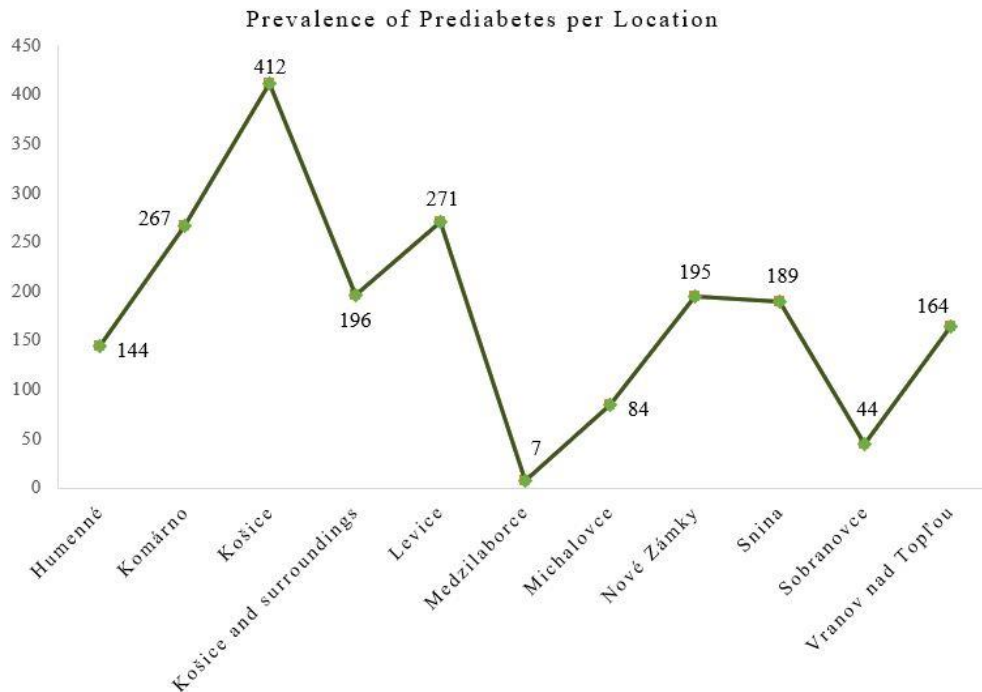 Prevalence of Prediabetes per Location
450
400
350
300
250
200
150
100
50
0
144
267
412
196
271
7
84
195
189
44
164
Humenné
Komárno
Košice
Košice and surroundings
Levice
Medzilaborce
Michalovce
Nové Zámky
Snina
Sobranovce
Vranov nad Topľou